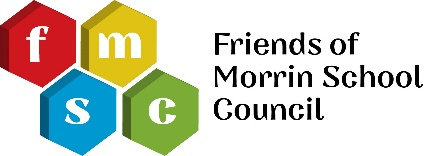 f m
s c
Friends of
Morrin School
Council